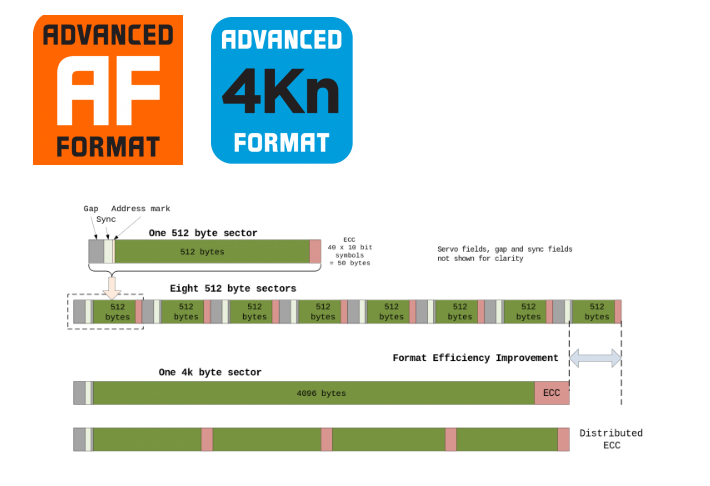 ADVANCED
AF
FORMAT
ADVANCED
4Kn
FORMAT
Gap
Address mark
Sync
One 512 byte sector
512 bytes
ECC
40 x 10 bit
symbols
= 50 bytes
Servo fields, gap and sync fields
not shown for clarity
Eight 512 byte sectors
512
bytes
512
bytes
512
bytes
512
bytes
512
bytes
512
bytes
512
bytes
512
bytes
Format Efficiency Improvement
One 4k byte sector
4096 bytes
ECC
Distributed
ECC